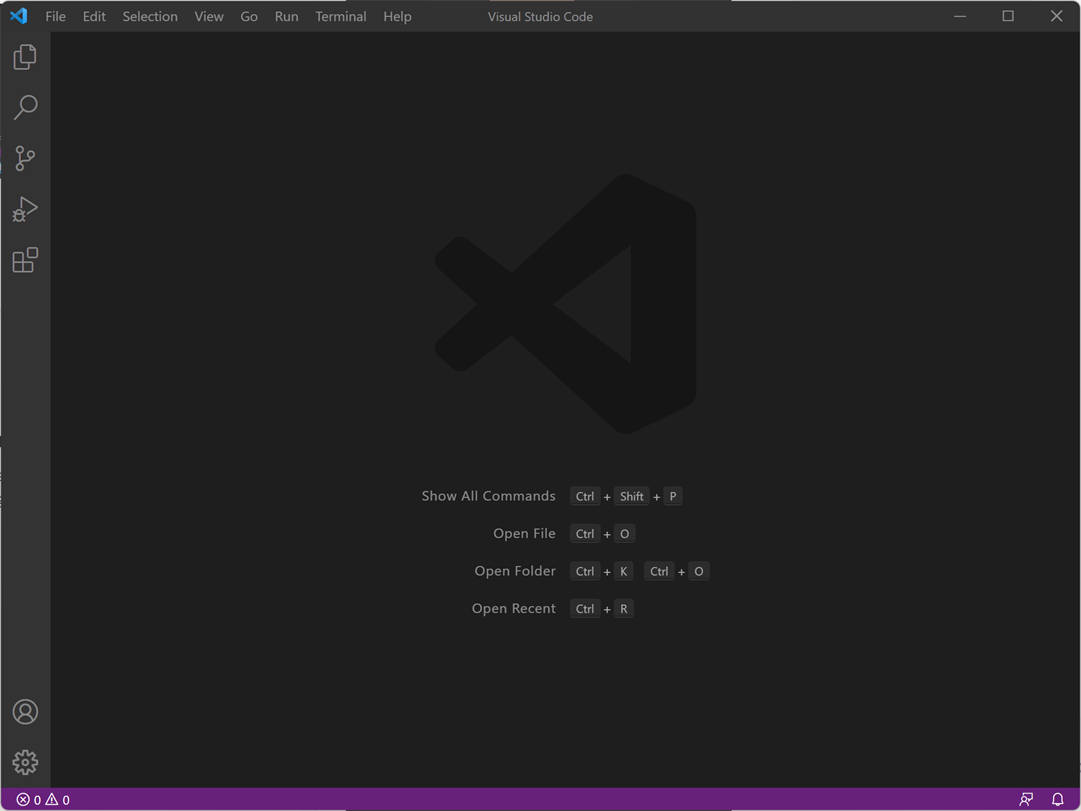 File Edit Selection View Go Run Terminal Help Visual Studio Code
Show All Commands Ctrl + Shift + P
Open File Ctrl + O
Open Folder Ctrl + K Ctrl + O
Open Recent Ctrl + R
0 0